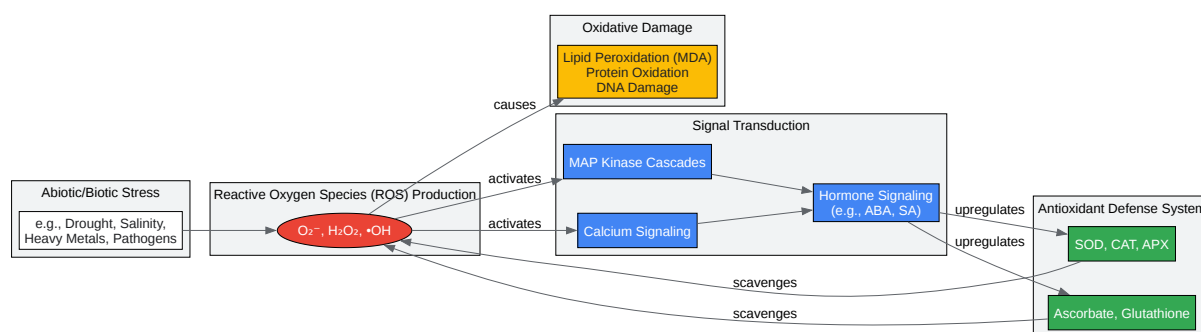 Abiotic/Biotic Stress
e.g., Drought, Salinity,
Heavy Metals, Pathogens
Reactive Oxygen Species (ROS) Production
O₂⁻, H₂O₂, •OH
causes
activates
activates
Oxidative Damage
Lipid Peroxidation (MDA)
Protein Oxidation
DNA Damage
Signal Transduction
MAP Kinase Cascades
Calcium Signaling
Hormone Signaling
(e.g., ABA, SA)
upregulates
upregulates
scavenges
scavenges
Antioxidant Defense System
SOD, CAT, APX
Ascorbate, Glutathione